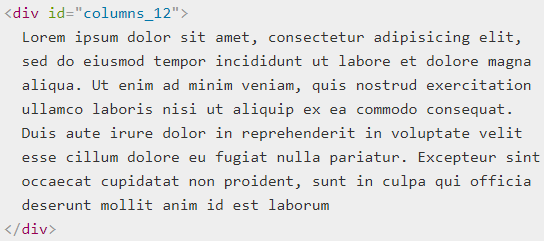 <div id="columns_12">
Lorem ipsum dolor sit amet, consectetur adipisicing elit,
sed do eiusmod tempor incididunt ut labore et dolore magna
aliqua. Ut enim ad minim veniam, quis nostrud exercitation
ullamco laboris nisi ut aliquip ex ea commodo consequat.
Duis aute irure dolor in reprehenderit in voluptate velit
esse cillum dolore eu fugiat nulla pariatur. Excepteur sint
occaecat cupidatat non proident, sunt in culpa qui officia
deserunt mollit anim id est laborum
</div>